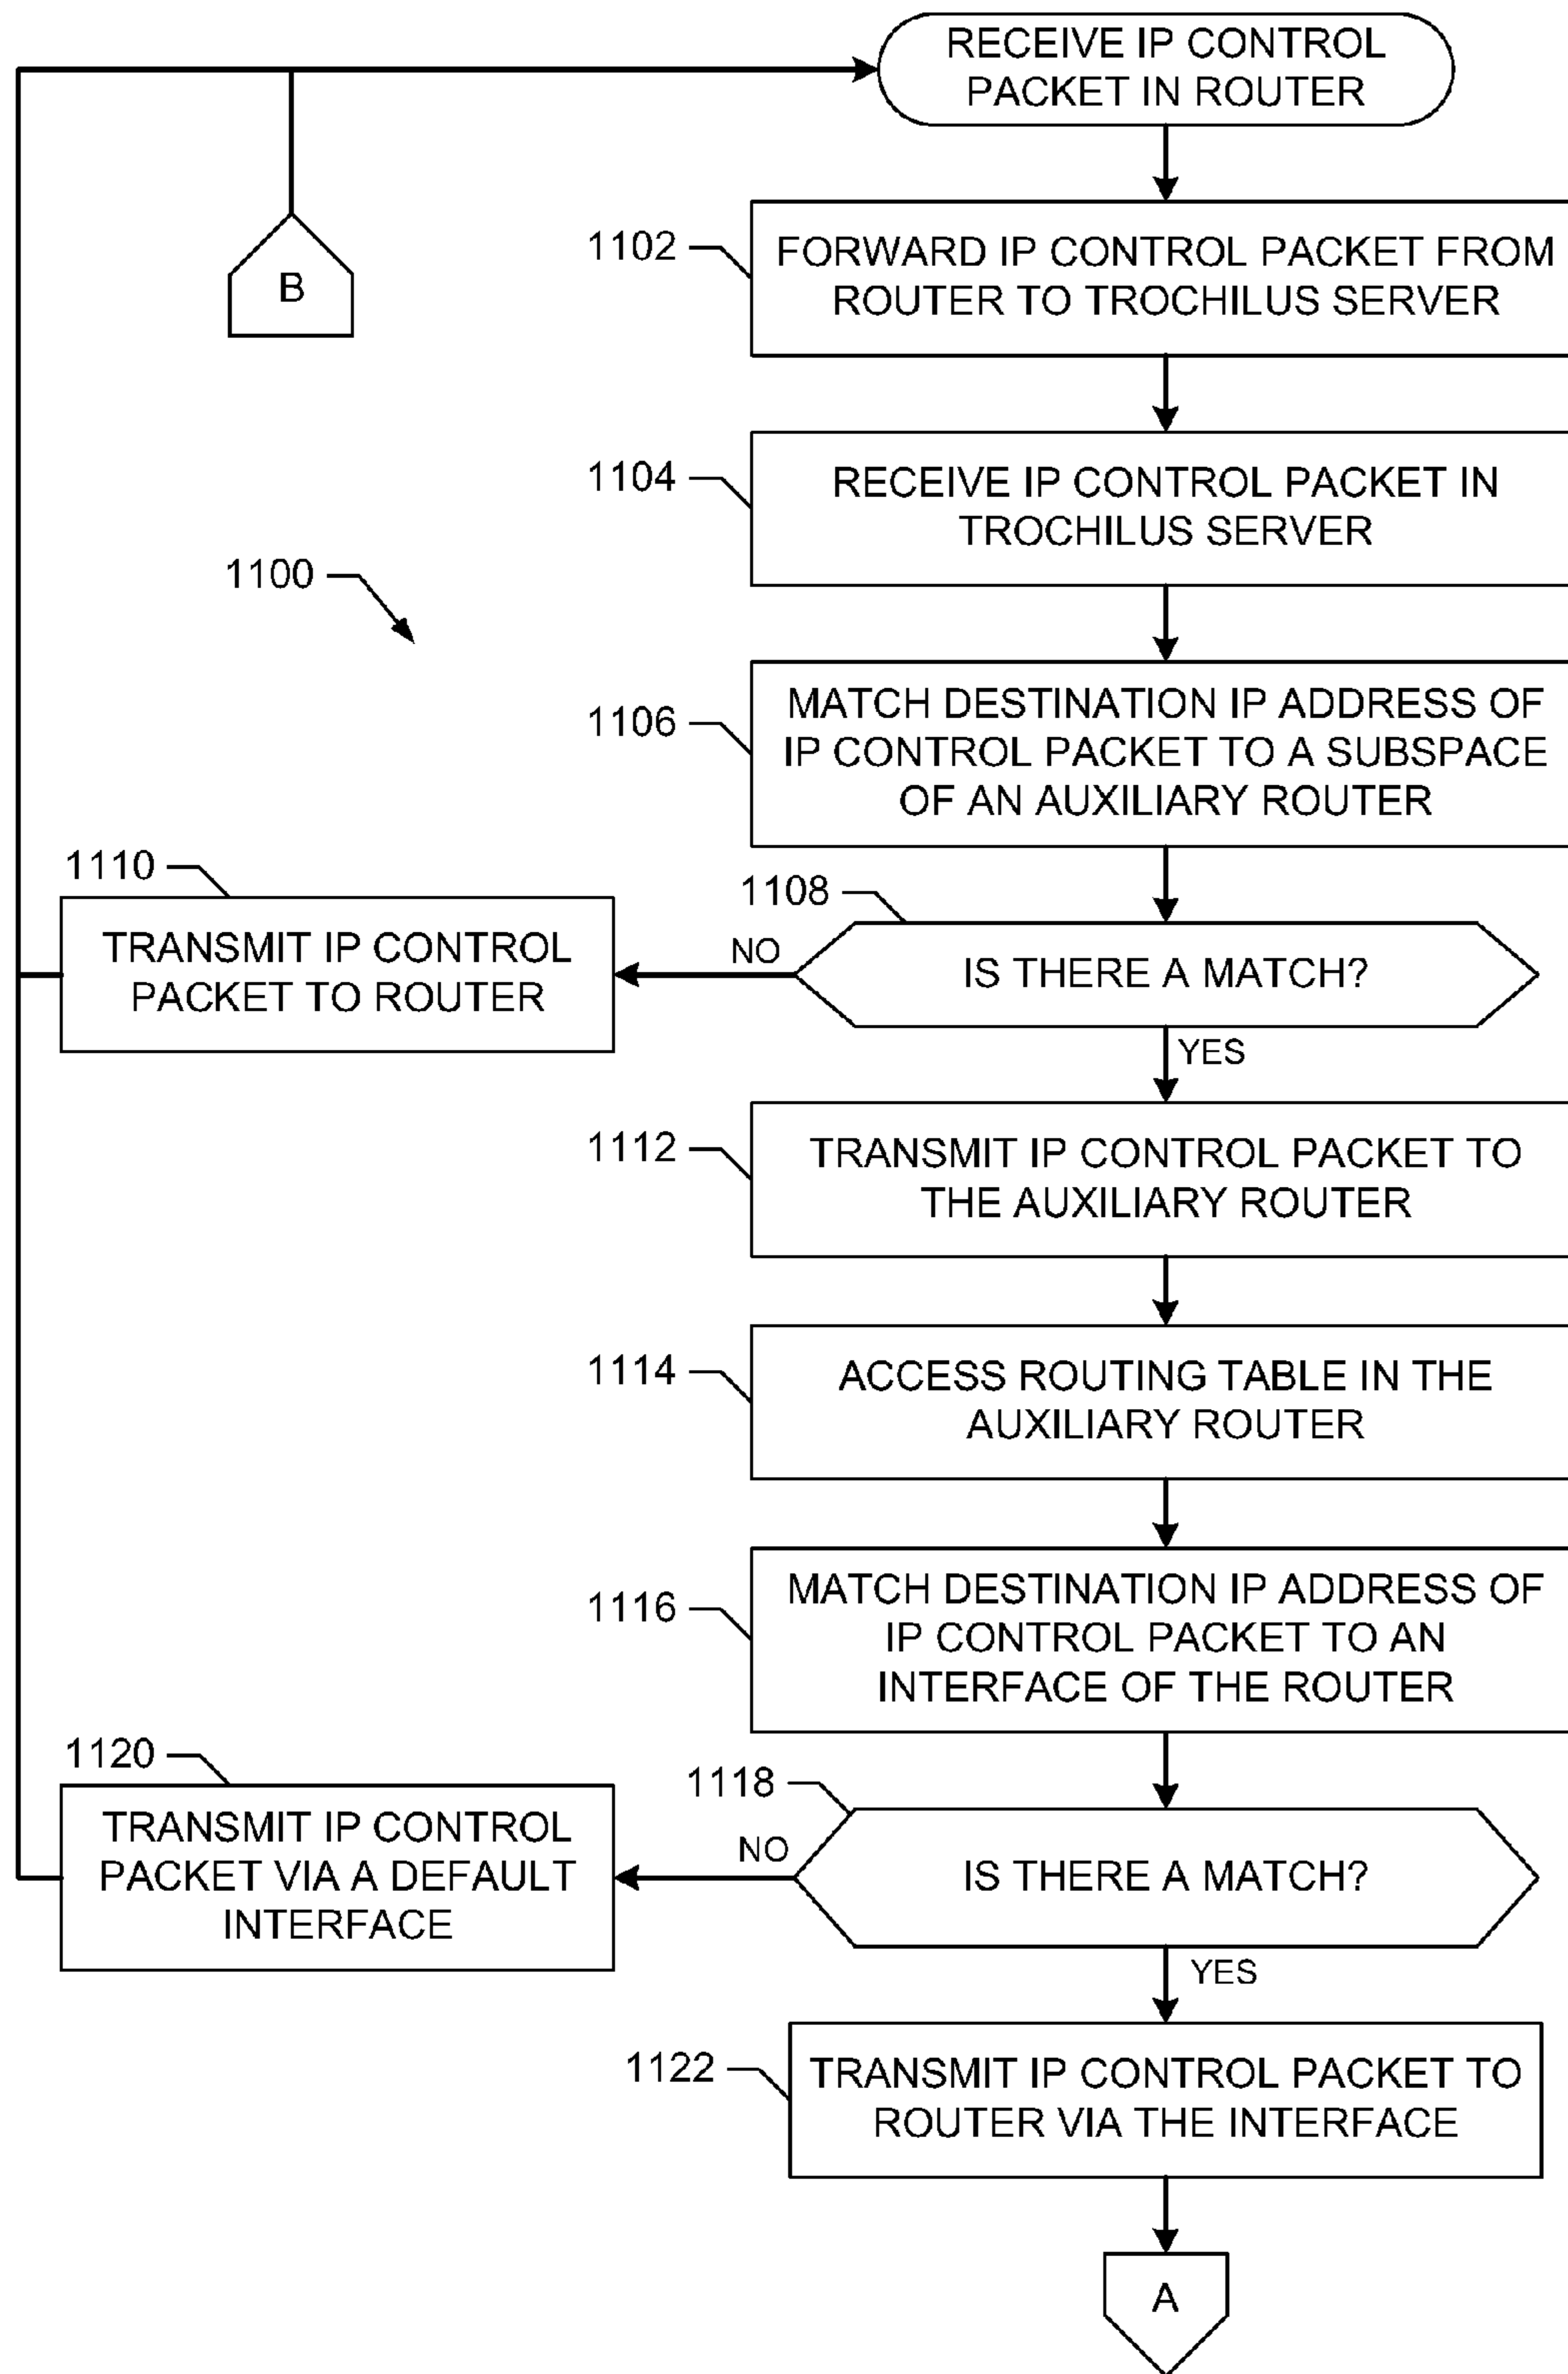 RECEIVE IP CONTROL
PACKET IN ROUTER
B
1102
FORWARD IP CONTROL PACKET FROM
ROUTER TO TROCHILUS SERVER
1104
RECEIVE IP CONTROL PACKET IN
TROCHILUS SERVER
1100
1106
MATCH DESTINATION IP ADDRESS OF
IP CONTROL PACKET TO A SUBSPACE
OF AN AUXILIARY ROUTER
1108
IS THERE A MATCH?
NO
1110
TRANSMIT IP CONTROL
PACKET TO ROUTER
YES
1112
TRANSMIT IP CONTROL PACKET TO
THE AUXILIARY ROUTER
1114
ACCESS ROUTING TABLE IN THE
AUXILIARY ROUTER
1116
MATCH DESTINATION IP ADDRESS OF
IP CONTROL PACKET TO AN
INTERFACE OF THE ROUTER
1118
IS THERE A MATCH?
NO
1120
TRANSMIT IP CONTROL
PACKET VIA A DEFAULT
INTERFACE
YES
1122
TRANSMIT IP CONTROL PACKET TO
ROUTER VIA THE INTERFACE
A